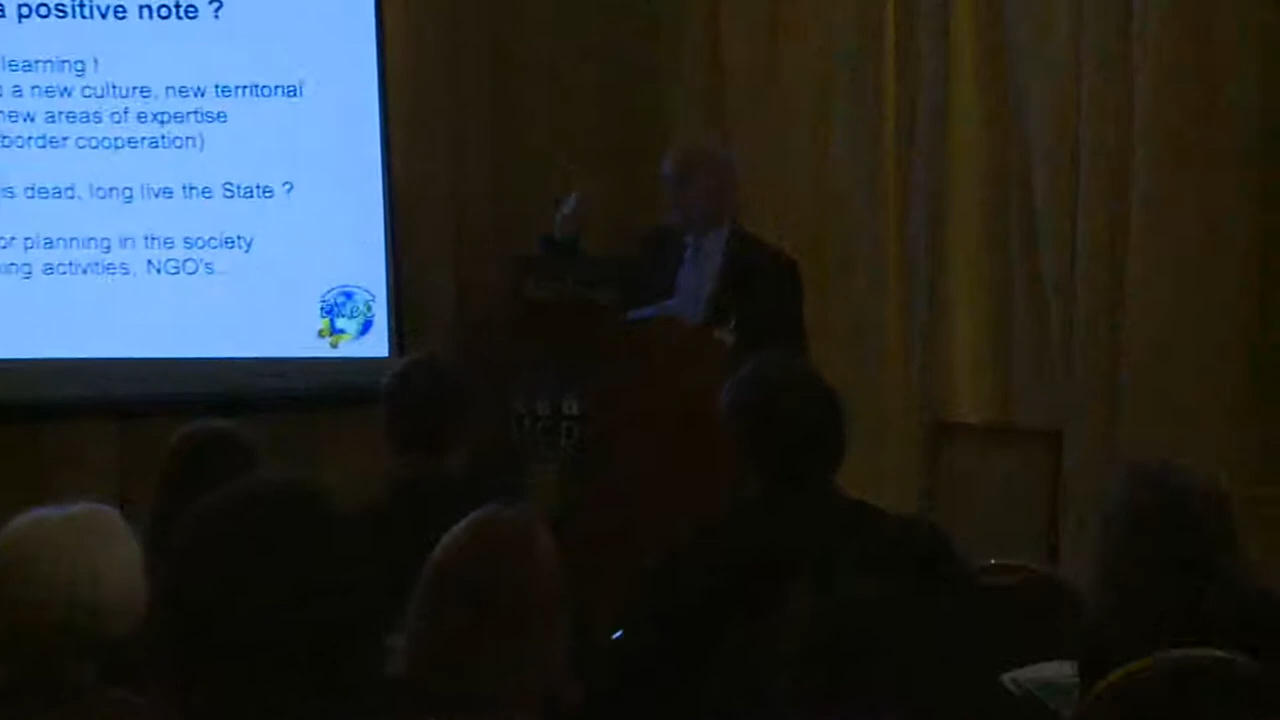 a positive note ?
learning !
a new culture, new territorial
new areas of expertise
border cooperation)
is dead, long live the State ?
or planning in the society
ing activities, NGO's...